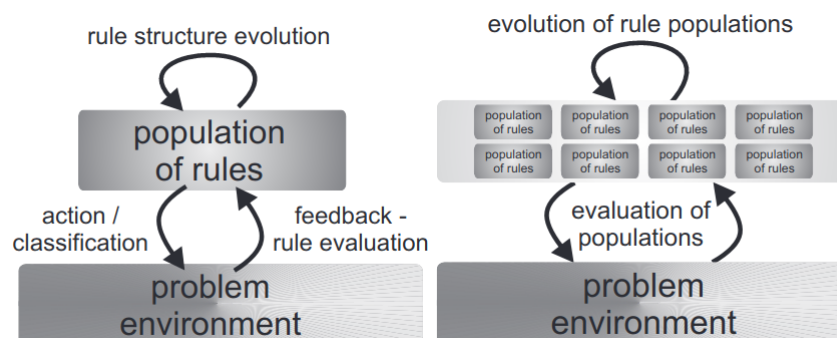 rule structure evolution
population
of rules
action /
classification
feedback -
rule evaluation
problem
environment
evolution of rule populations
population
of rules
population
of rules
population
of rules
population
of rules
population
of rules
population
of rules
population
of rules
population
of rules
evaluation of
populations
problem
environment